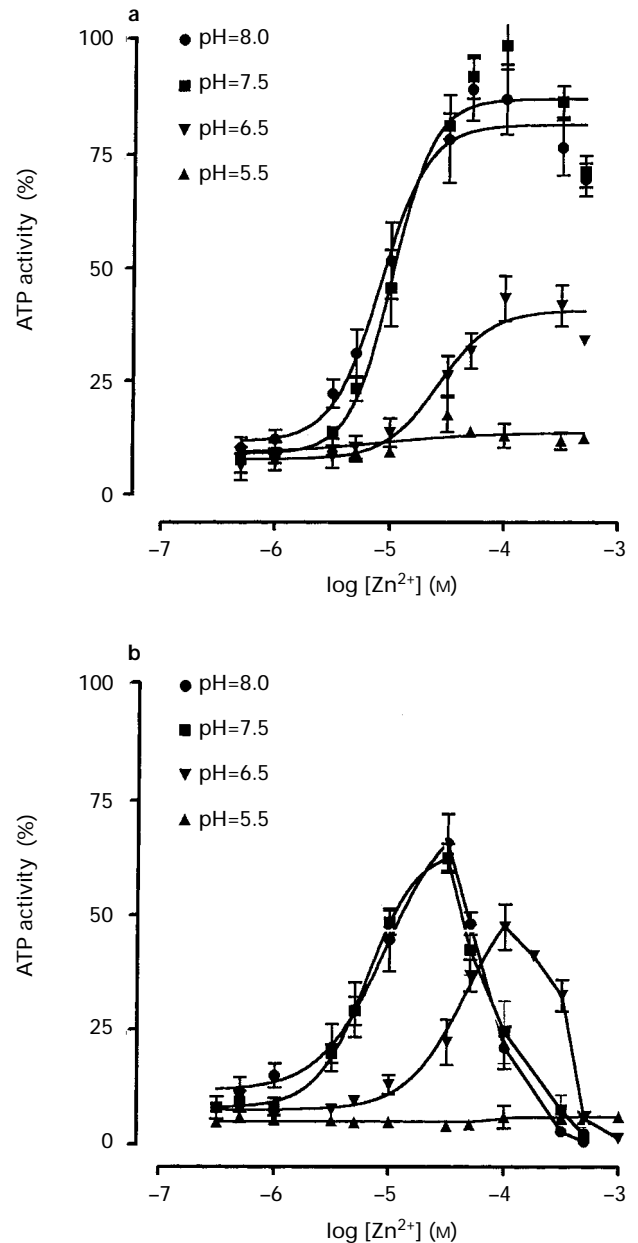 a
100
75
50
25
0
ATP activity (%)
pH=8.0
pH=7.5
pH=6.5
pH=5.5
−7 −6 −5 −4 −3
log [Zn²⁺] (M)
b
100
75
50
25
0
ATP activity (%)
pH=8.0
pH=7.5
pH=6.5
pH=5.5
−7 −6 −5 −4 −3
log [Zn²⁺] (M)